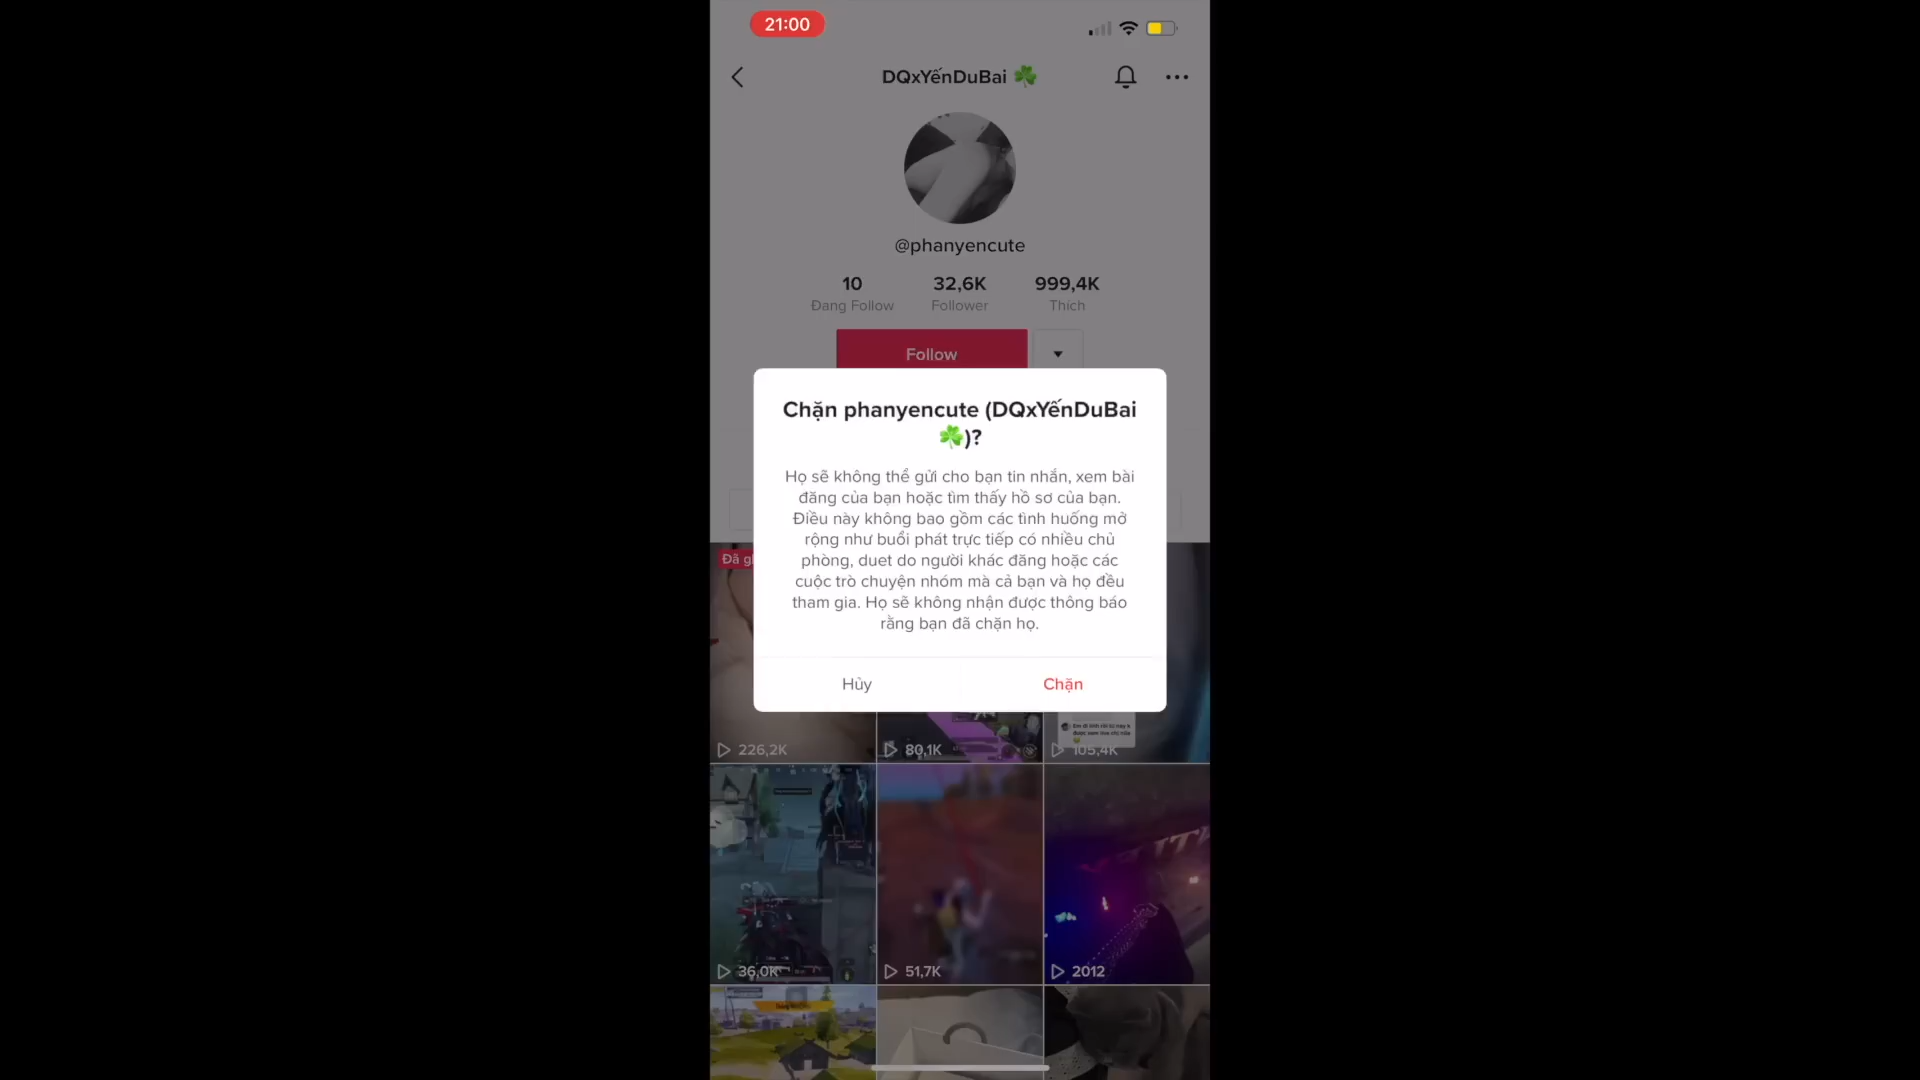 21:00
DQxYếnDuBai ☘️
@phanyencute
10 32,6K 999,4K
Đang Follow Follower Thích
Follow
Chặn phanyencute (DQxYếnDuBai
☘️)?
Họ sẽ không thể gửi cho bạn tin nhắn, xem bài
đăng của bạn hoặc tìm thấy hồ sơ của bạn.
Điều này không bao gồm các tình huống mở
rộng như buổi phát trực tiếp có nhiều chủ
phòng, duet do người khác đăng hoặc các
cuộc trò chuyện nhóm mà cả bạn và họ đều
tham gia. Họ sẽ không nhận được thông báo
rằng bạn đã chặn họ.
Đã
Hủy Chặn
226,2K 80,1K 105,4K
36,0K 51,7K 2012